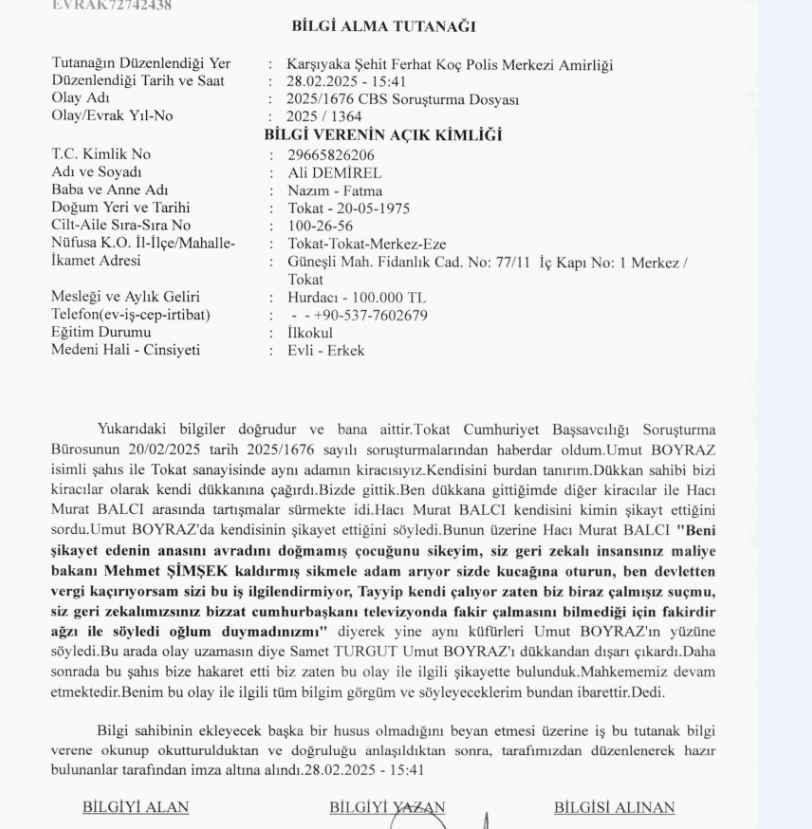 EVRAK72742438
BİLGİ ALMA TUTANAĞI
Tutanağın Düzenlendiği Yer : Karşıyaka Şehit Ferhat Koç Polis Merkezi Amirliği
Düzenlendiği Tarih ve Saat : 28.02.2025 - 15:41
Olay Adı : 2025/1676 CBS Soruşturma Dosyası
Olay/Evrak Yıl-No : 2025 / 1364
BİLGİ VERENİN AÇIK KİMLİĞİ
T.C. Kimlik No : 29665826206
Adı ve Soyadı : Ali DEMİREL
Baba ve Anne Adı : Nazım - Fatma
Doğum Yeri ve Tarihi : Tokat - 20-05-1975
Cilt-Aile Sıra-Sıra No : 100-26-56
Nüfusa K.O. İl-İlçe/Mahalle- : Tokat-Tokat-Merkez-Eze
İkamet Adresi : Güneşli Mah. Fidanlık Cad. No: 77/11 İç Kapı No: 1 Merkez /
Tokat
Mesleği ve Aylık Geliri : Hurdacı - 100.000 TL
Telefon(ev-iş-cep-irtibat) : - - +90-537-7602679
Eğitim Durumu : İlkokul
Medeni Hali - Cinsiyeti : Evli - Erkek
Yukarıdaki bilgiler doğrudur ve bana aittir.Tokat Cumhuriyet Başsavcılığı Soruşturma
Bürosunun 20/02/2025 tarih 2025/1676 sayılı soruşturmalarından haberdar oldum.Umut BOYRAZ
isimli şahıs ile Tokat sanayisinde aynı adamın kiracısıyız.Kendisini burdan tanırım.Dükkan sahibi bizi
kiracılar olarak kendi dükkanına çağırdı.Bizde gittik.Ben dükkana gittiğimde diğer kiracılar ile Hacı
Murat BALCI arasında tartışmalar sürmekte idi.Hacı Murat BALCI kendisini kimin şikayt ettiğini
sordu.Umut BOYRAZ'da kendisinin şikayet ettiğini söyledi.Bunun üzerine Hacı Murat BALCI "Beni
şikayet edenin anasını avradını doğmamış çocuğunu sikeyim, siz geri zekalı insansınız maliye
bakanı Mehmet ŞİMŞEK kaldırmış sikmele adam arıyor sizde kucağına oturun, ben devletten
vergi kaçırıyorsam sizi bu iş ilgilendirmiyor, Tayyip kendi çalıyor zaten biz biraz çalmışız suçmu,
siz geri zekalımızsınız bizzat cumhurbaşkanı televizyonda fakir çalmasını bilmediği için fakirdir
ağzı ile söyledi oğlum duymadınızmı" diyerek yine aynı küfürleri Umut BOYRAZ'ın yüzüne
söyledi.Bu arada olay uzamasın diye Samet TURGUT Umut BOYRAZ'ı dükkandan dışarı çıkardı.Daha
sonrada bu şahıs bize hakaret etti biz zaten bu olay ile ilgili şikayette bulunduk.Mahkememiz devam
etmektedir.Benim bu olay ile ilgili tüm bilgim görgüm ve söyleyeceklerim bundan ibarettir.Dedi.
Bilgi sahibinin ekleyecek başka bir husus olmadığını beyan etmesi üzerine iş bu tutanak bilgi
verene okunup okutturulduktan ve doğruluğu anlaşıldıktan sonra, tarafımızdan düzenlenerek hazır
bulunanlar tarafından imza altına alındı.28.02.2025 - 15:41
BİLGİYİ ALAN BİLGİYİ YAZAN BİLGİSİ ALINAN